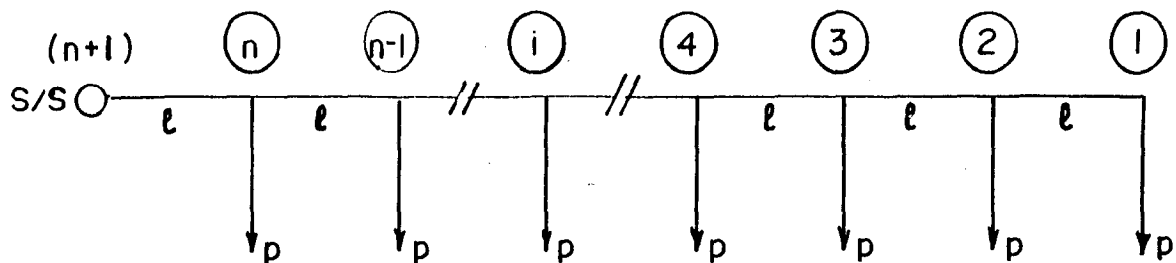 (n+1) n n-1 i 4 3 2 1
S/S
ℓ ℓ ℓ ℓ ℓ
p p p p p p p